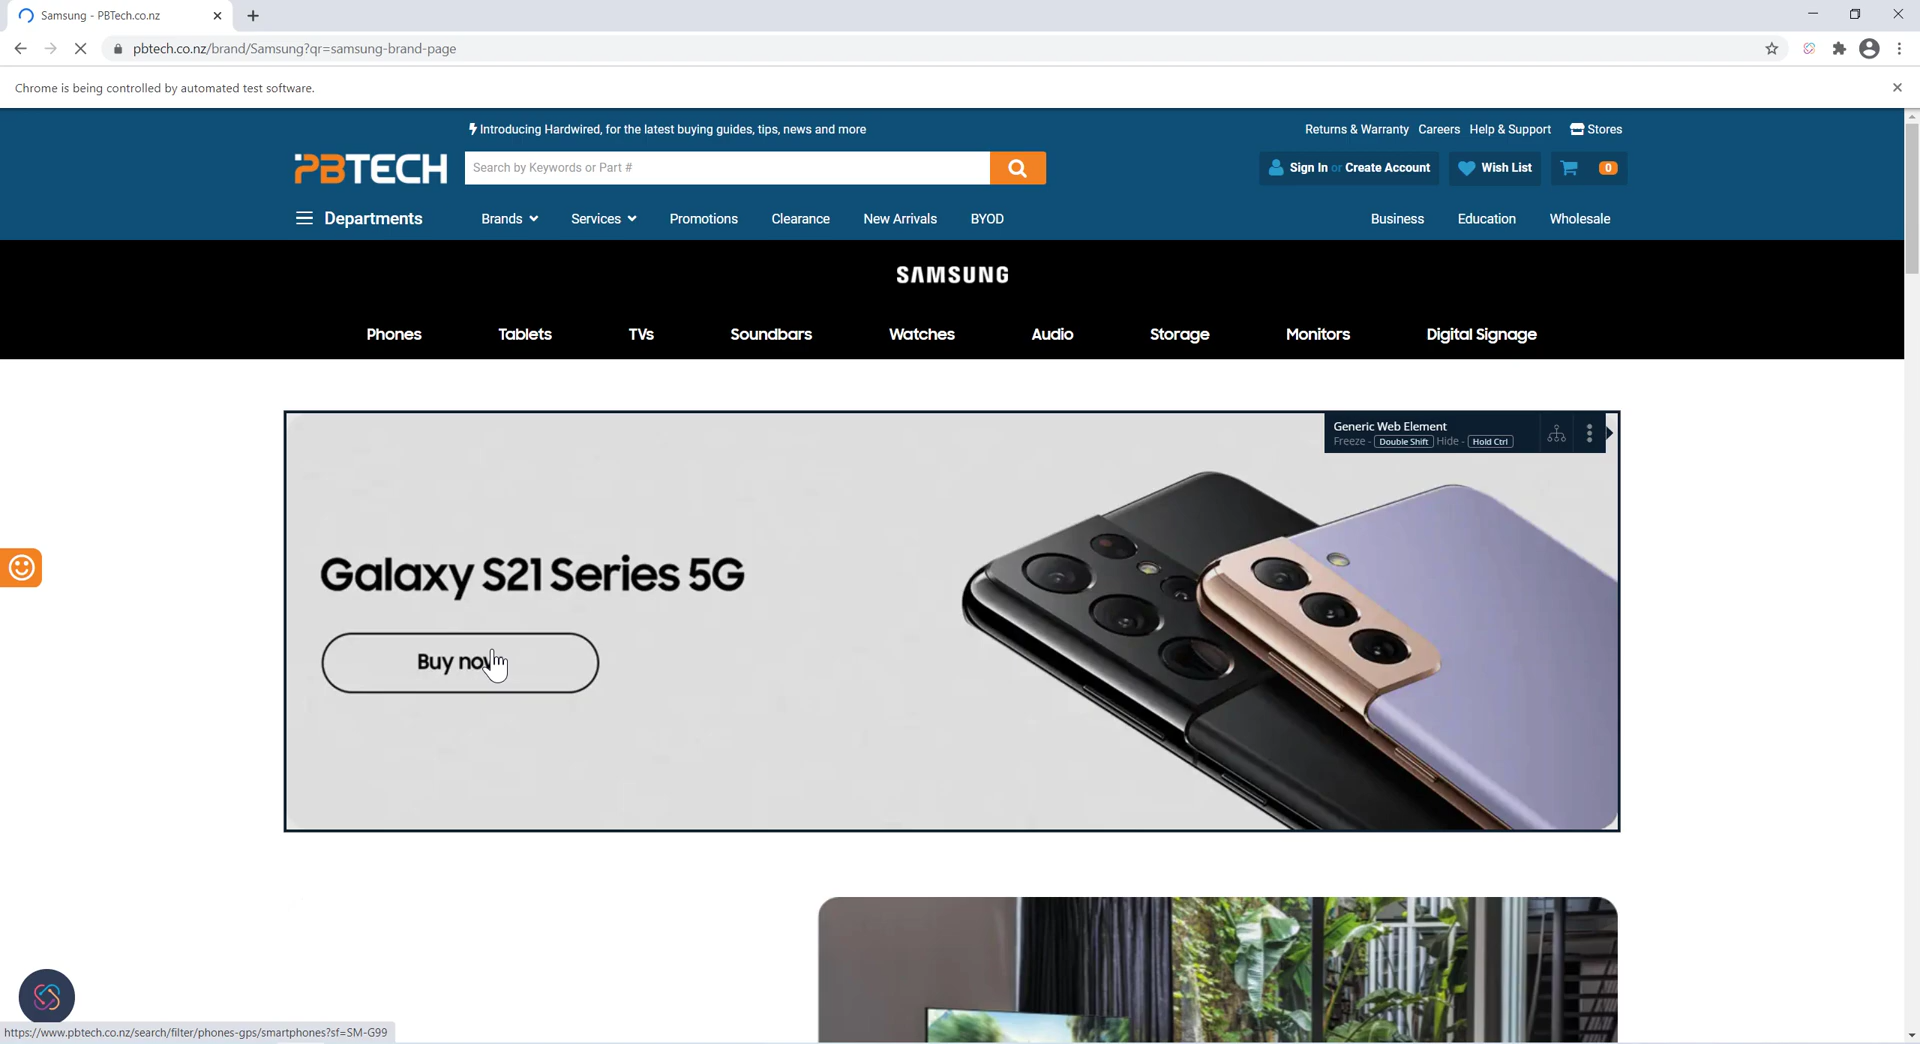 Samsung - PBTech.co.nz
pbtech.co.nz/brand/Samsung?qr=samsung-brand-page
Chrome is being controlled by automated test software.
Introducing Hardwired, for the latest buying guides, tips, news and more
Returns & Warranty Careers Help & Support Stores
PBTECH
Search by Keywords or Part #
Sign In or Create Account
Wish List
0
Departments
Brands Services Promotions Clearance New Arrivals BYOD
Business Education Wholesale
SAMSUNG
Phones Tablets TVs Soundbars Watches Audio Storage Monitors Digital Signage
Generic Web Element
Freeze - Double Shift Hide - Hold Ctrl
Galaxy S21 Series 5G
Buy now
https://www.pbtech.co.nz/search/filter/phones-gps/smartphones?sf=SM-G99